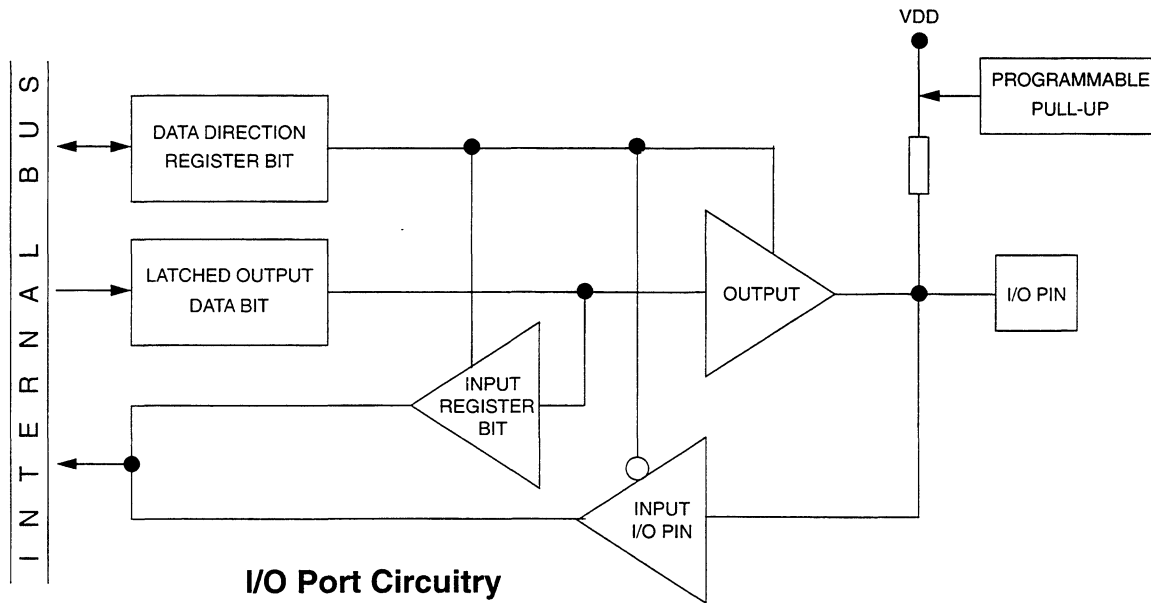 VDD
PROGRAMMABLE
PULL-UP
INTERNAL BUS
DATA DIRECTION
REGISTER BIT
LATCHED OUTPUT
DATA BIT
OUTPUT
I/O PIN
INPUT
REGISTER
BIT
INPUT
I/O PIN
I/O Port Circuitry